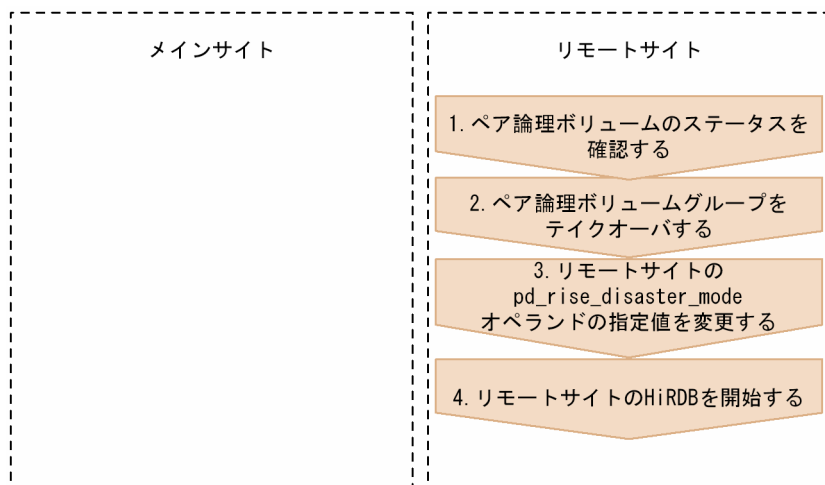 メインサイト
リモートサイト
1. ペア論理ボリュームのステータスを
確認する
2. ペア論理ボリュームグループを
テイクオーバする
3. リモートサイトの
pd_rise_disaster_mode
オペランドの指定値を変更する
4. リモートサイトのHiRDBを開始する